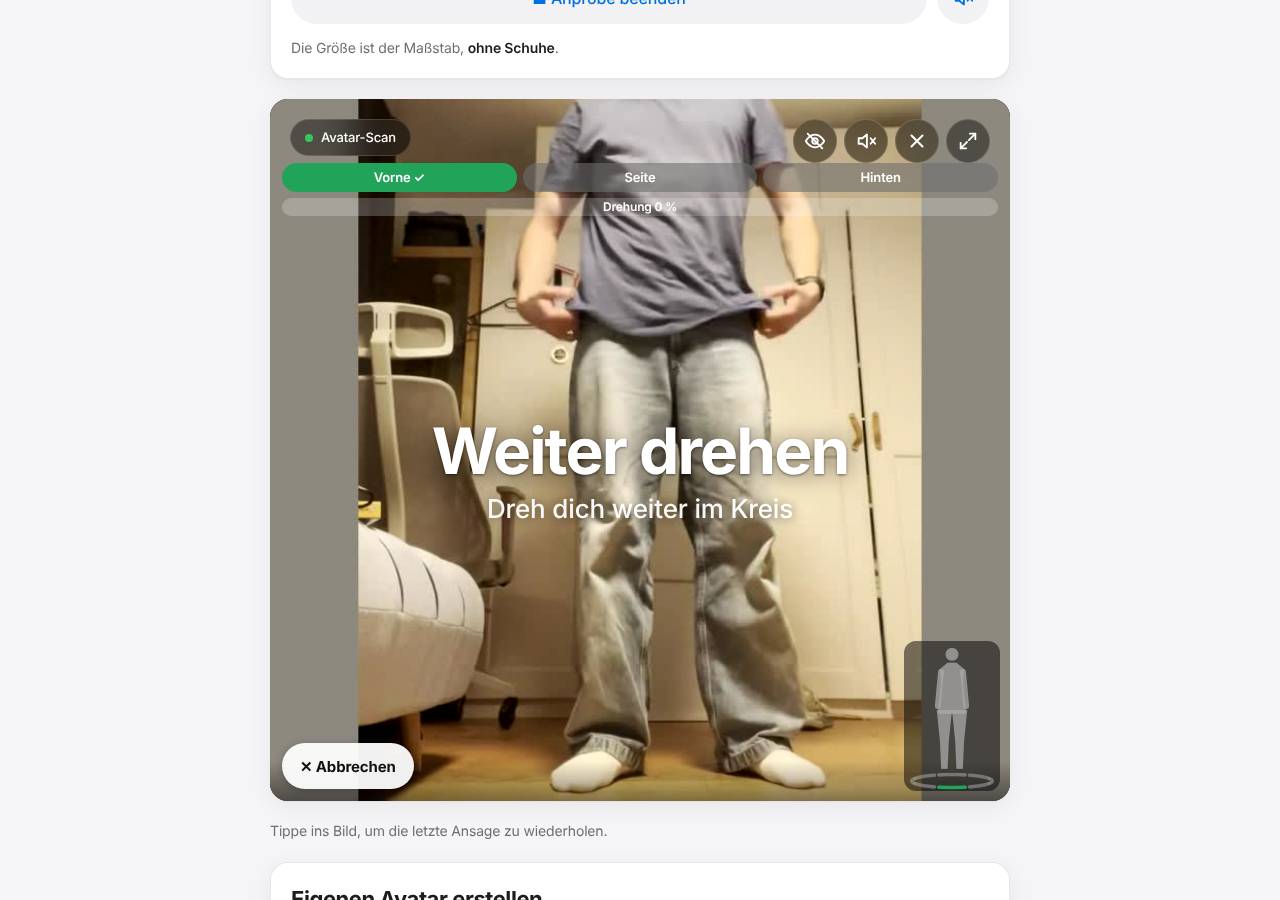 Anprobe beenden
Die Größe ist der Maßstab, ohne Schuhe.
Avatar-Scan
Vorne ✓
Seite
Hinten
Drehung 0 %
Weiter drehen
Dreh dich weiter im Kreis
✕ Abbrechen
Tippe ins Bild, um die letzte Ansage zu wiederholen.
Eigenen Avatar erstellen